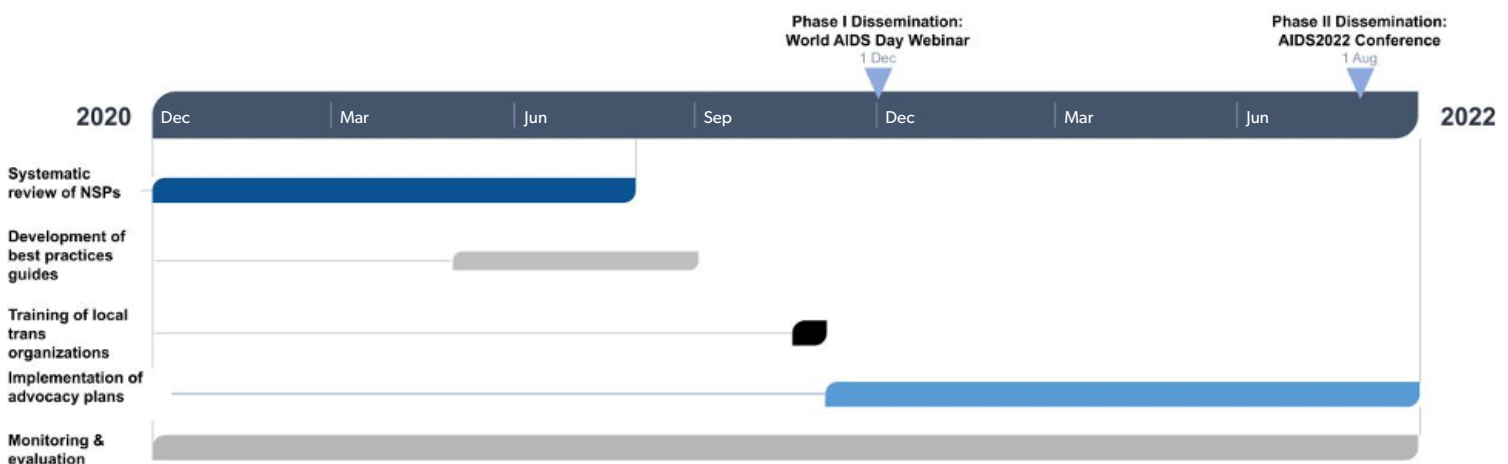 Phase I Dissemination:
World AIDS Day Webinar
1 Dec
Phase II Dissemination:
AIDS2022 Conference
1 Aug
2020
Dec
Mar
Jun
Sep
Dec
Mar
Jun
2022
Systematic
review of NSPs
Development of
best practices
guides
Training of local
trans
organizations
Implementation of
advocacy plans
Monitoring &
evaluation